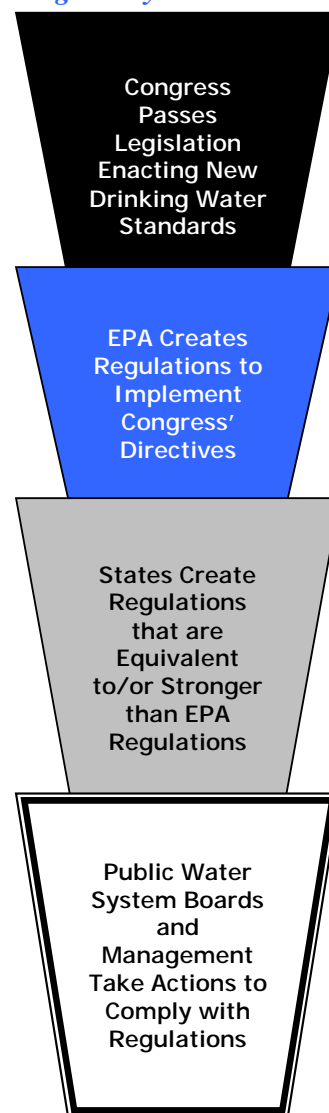 Congress
Passes
Legislation
Enacting New
Drinking Water
Standards
EPA Creates
Regulations to
Implement
Congress’
Directives
States Create
Regulations
that are
Equivalent
to/or Stronger
than EPA
Regulations
Public Water
System Boards
and
Management
Take Actions to
Comply with
Regulations